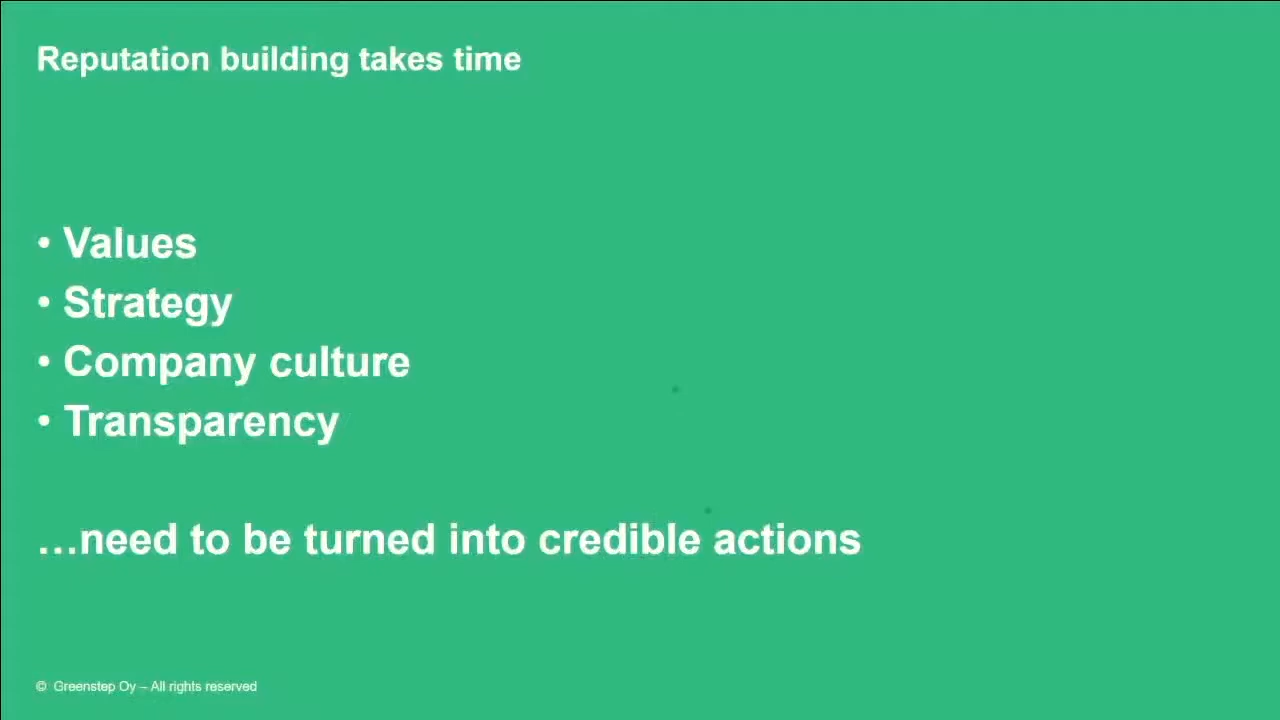 Reputation building takes time
• Values
• Strategy
• Company culture
• Transparency
…need to be turned into credible actions
© Greenstep Oy – All rights reserved